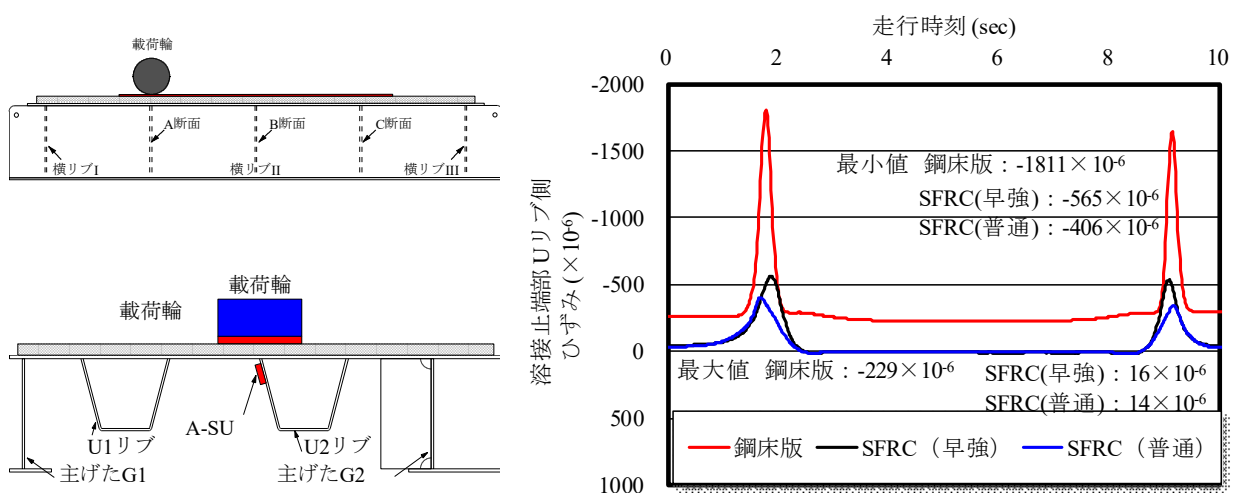 載荷輪
A断面
B断面
C断面
横リブI
横リブII
横リブIII
載荷輪
載荷輪
A-SU
U1リブ
U2リブ
主げたG1
主げたG2
走行時刻 (sec)
0 2 4 6 8 10
溶接止端部 Uリブ側
ひずみ (×10-6)
-2000
-1500
-1000
-500
0
500
1000
最小値 鋼床版:-1811×10-6
SFRC(早強):-565×10-6
SFRC(普通):-406×10-6
最大値 鋼床版:-229×10-6
SFRC(早強):16×10-6
SFRC(普通):14×10-6
鋼床版 SFRC(早強) SFRC(普通)